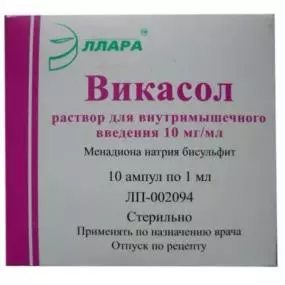 ЭЛЛАРА®
Викасол
раствор для внутримышечного
введения 10 мг/мл
Менадиона натрия бисульфит
10 ампул по 1 мл
ЛП-002094
Стерильно
Применять по назначению врача
Отпуск по рецепту